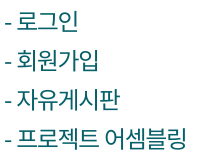 - 로그인
- 회원가입
- 자유게시판
- 프로젝트 어셈블링